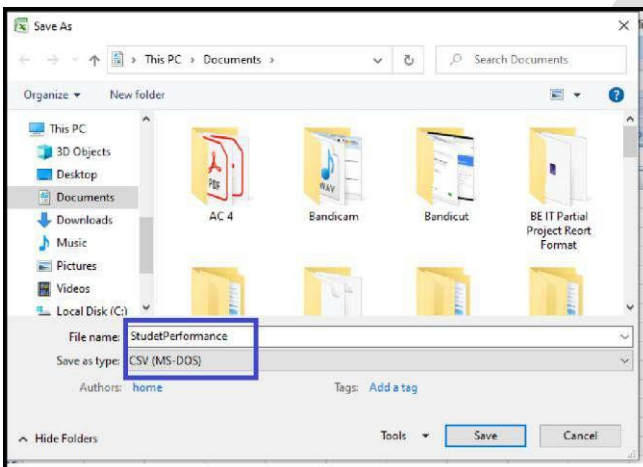 Save As
This PC > Documents >
Search Documents
Organize
New folder
This PC
3D Objects
Desktop
Documents
Downloads
Music
Pictures
Videos
Local Disk (C:)
PDF
WAV
AC 4
Bandicam
Bandicut
BE IT Partial
Project Reort
Format
File name: StudetPerformance
Save as type: CSV (MS-DOS)
Authors: home
Tags: Add a tag
Hide Folders
Tools
Save
Cancel